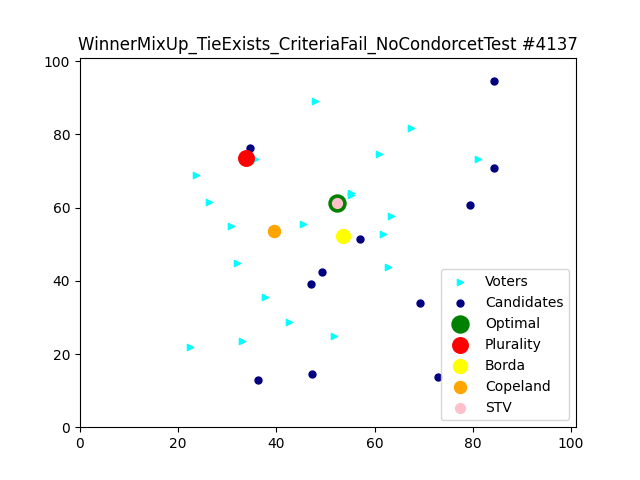 WinnerMixUp_TieExists_CriteriaFail_NoCondorcetTest #4137
100
80
60
40
20
0
0 20 40 60 80 100
Voters
Candidates
Optimal
Plurality
Borda
Copeland
STV